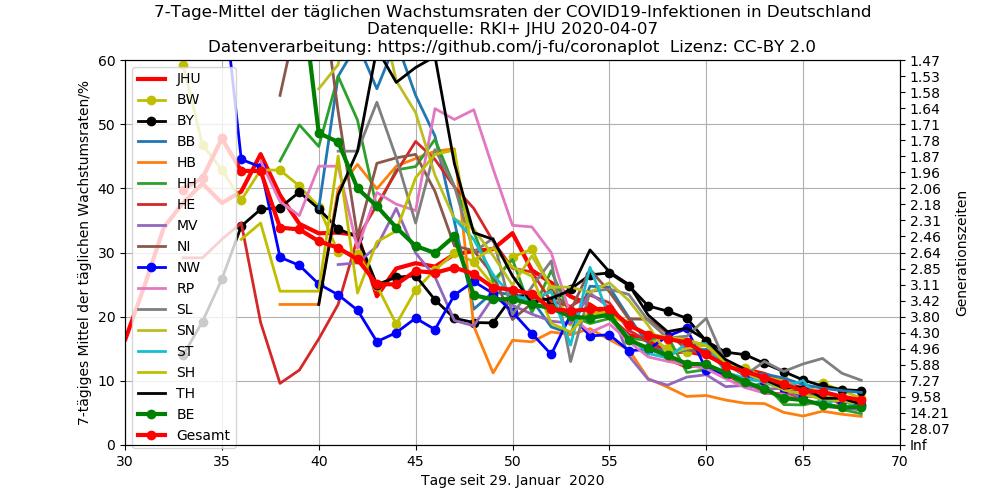 7-Tage-Mittel der täglichen Wachstumsraten der COVID19-Infektionen in Deutschland
Datenquelle: RKI+ JHU 2020-04-07
Datenverarbeitung: https://github.com/j-fu/coronaplot Lizenz: CC-BY 2.0
7-tägiges Mittel der täglichen Wachstumsraten/%
60
50
40
30
20
10
0
JHU
BW
BY
BB
HB
HH
HE
MV
NI
NW
RP
SL
SN
ST
SH
TH
BE
Gesamt
1.47
1.53
1.58
1.64
1.71
1.78
1.87
1.96
2.06
2.18
2.31
2.46
2.64
2.85
3.11
3.42
3.80
4.30
4.96
5.88
7.27
9.58
14.21
28.07
Inf
Generationszeiten
30
35
40
45
50
55
60
65
70
Tage seit 29. Januar 2020